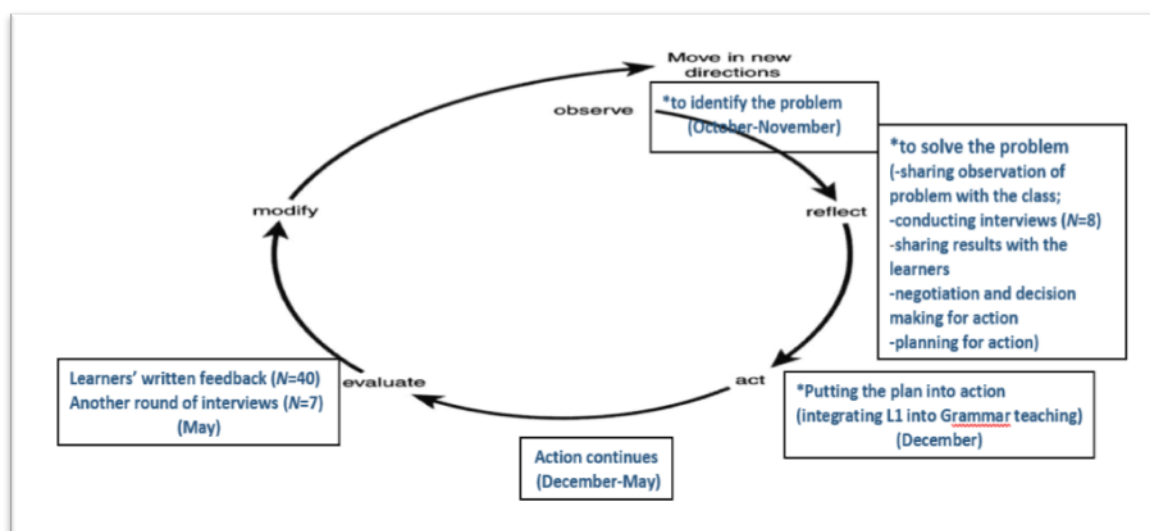 Move in new
directions
observe
*to identify the problem
(October-November)
*to solve the problem
(-sharing observation of
problem with the class;
-conducting interviews (N=8)
-sharing results with the
learners
-negotiation and decision
making for action
-planning for action)
reflect
modify
act
*Putting the plan into action
(integrating L1 into Grammar teaching)
(December)
Action continues
(December-May)
evaluate
Learners' written feedback (N=40)
Another round of interviews (N=7)
(May)